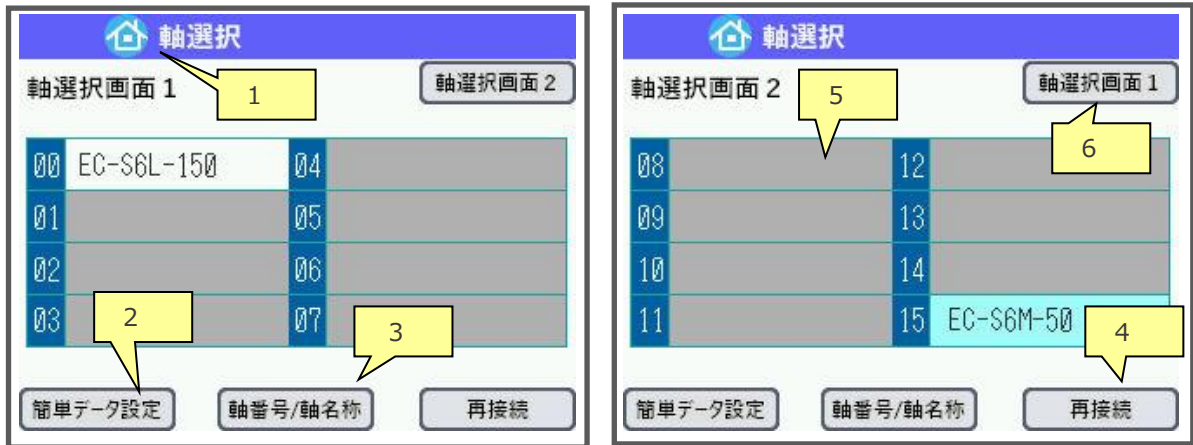 軸選択
軸選択画面1
1
軸選択画面2
00 EC-S6L-150 04
01 05
02 06
03 2 07 3
簡単データ設定 軸番号/軸名称 再接続
軸選択
軸選択画面2
5
軸選択画面1
6
08 12
09 13
10 14
11 15 EC-S6M-50
4
簡単データ設定 軸番号/軸名称 再接続